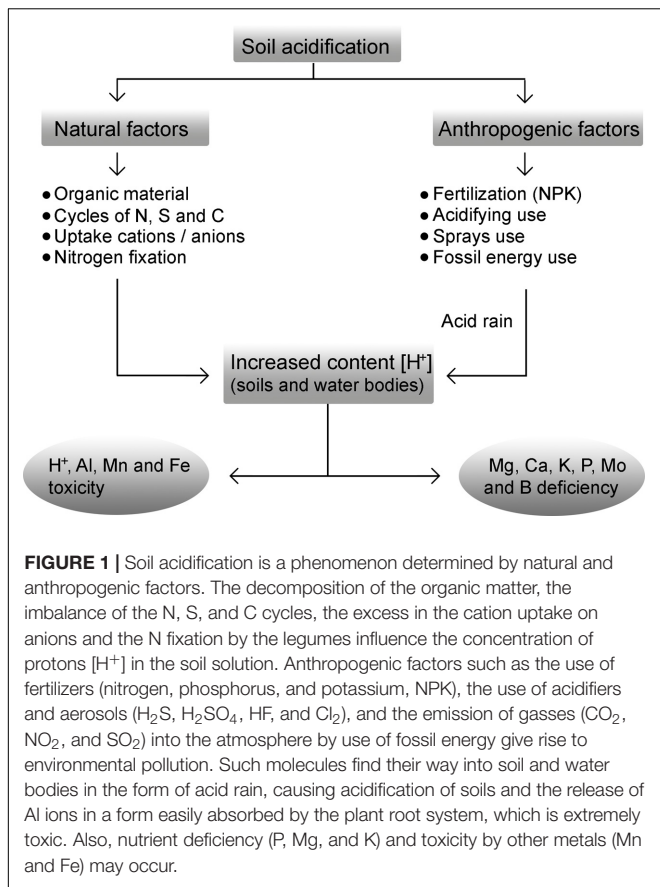 Soil acidification
Natural factors
Anthropogenic factors
● Organic material
● Cycles of N, S and C
● Uptake cations / anions
● Nitrogen fixation
● Fertilization (NPK)
● Acidifying use
● Sprays use
● Fossil energy use
Acid rain
Increased content [H⁺]
(soils and water bodies)
H⁺, Al, Mn and Fe
toxicity
Mg, Ca, K, P, Mo
and B deficiency
FIGURE 1 | Soil acidification is a phenomenon determined by natural and
anthropogenic factors. The decomposition of the organic matter, the
imbalance of the N, S, and C cycles, the excess in the cation uptake on
anions and the N fixation by the legumes influence the concentration of
protons [H⁺] in the soil solution. Anthropogenic factors such as the use of
fertilizers (nitrogen, phosphorus, and potassium, NPK), the use of acidifiers
and aerosols (H₂S, H₂SO₄, HF, and Cl₂), and the emission of gasses (CO₂,
NO₂, and SO₂) into the atmosphere by use of fossil energy give rise to
environmental pollution. Such molecules find their way into soil and water
bodies in the form of acid rain, causing acidification of soils and the release of
Al ions in a form easily absorbed by the plant root system, which is extremely
toxic. Also, nutrient deficiency (P, Mg, and K) and toxicity by other metals (Mn
and Fe) may occur.